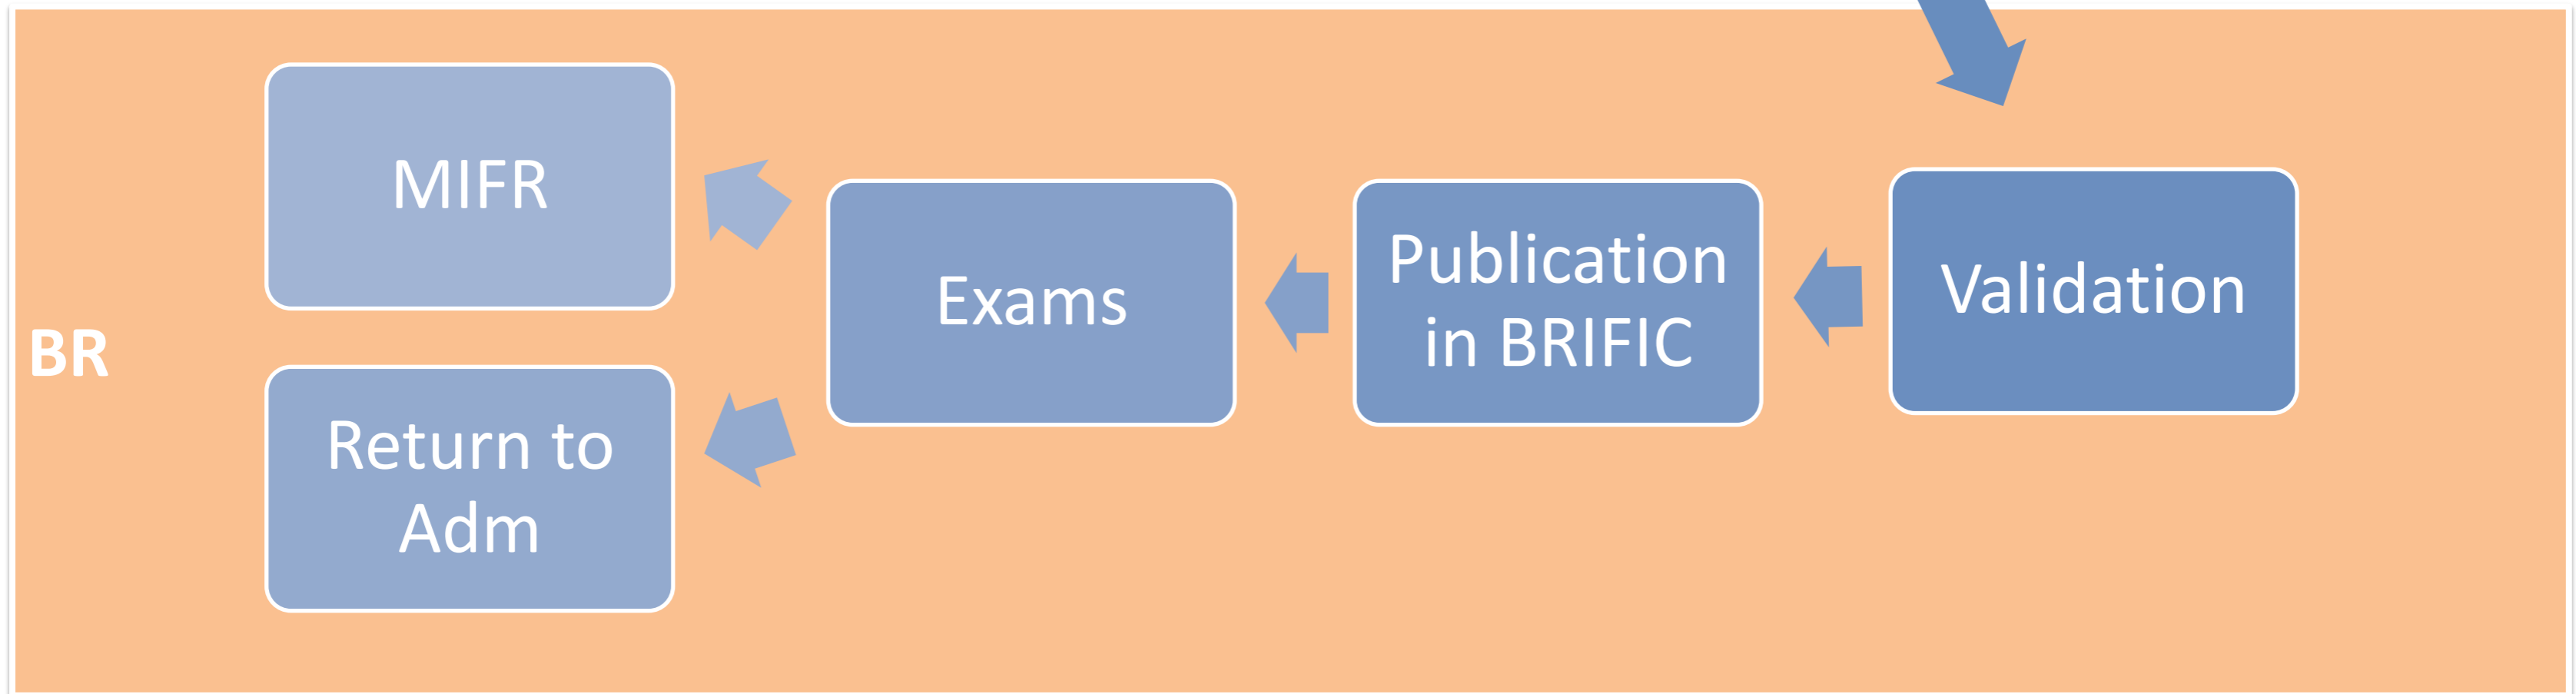 MIFR
BR
Return to
Adm
Exams
Publication
in BRIFIC
Validation